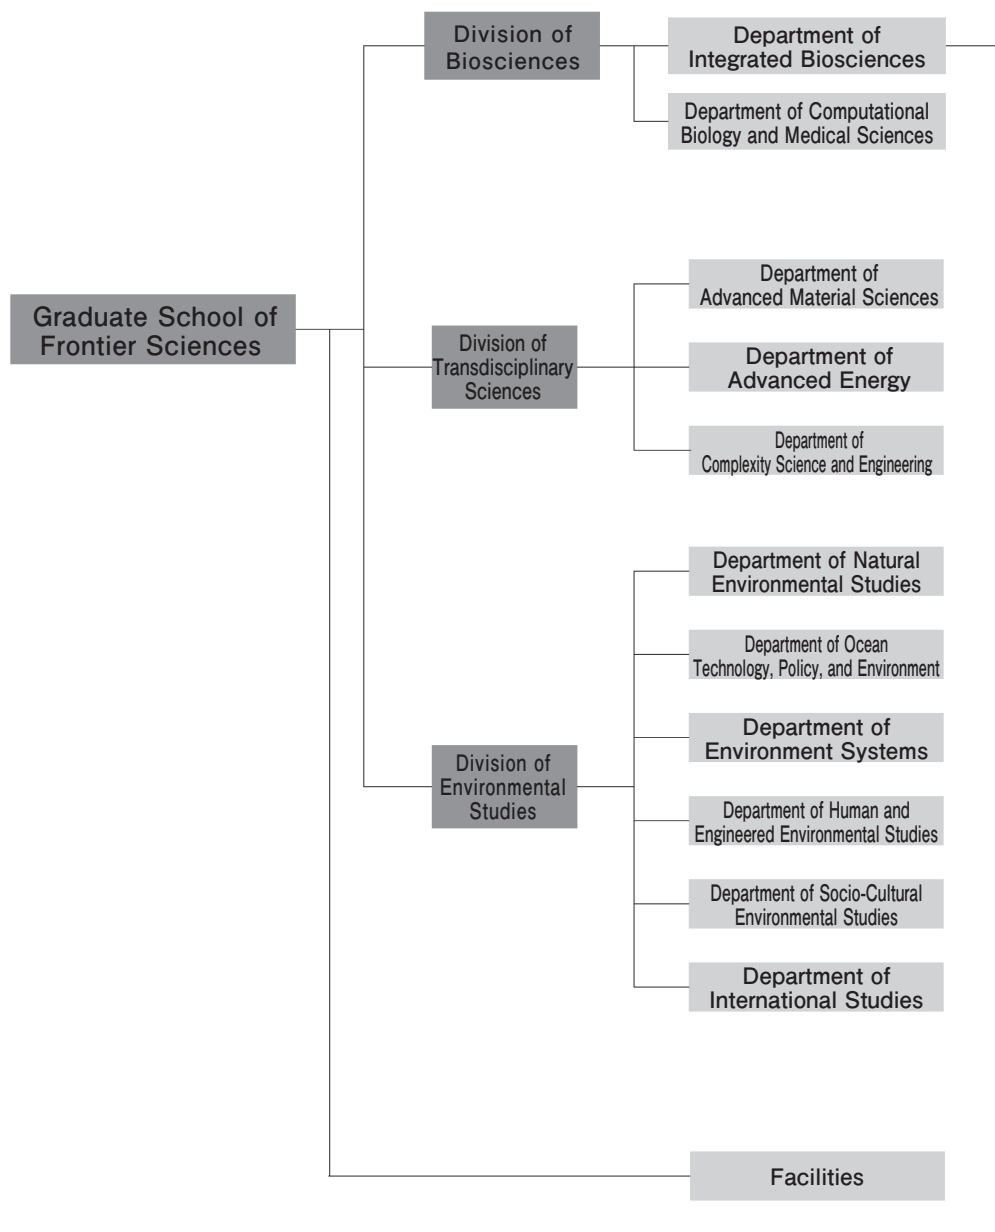 Division of
Biosciences
Department of
Integrated Biosciences
Department of Computational
Biology and Medical Sciences
Graduate School of
Frontier Sciences
Division of
Transdisciplinary
Sciences
Department of
Advanced Material Sciences
Department of
Advanced Energy
Department of
Complexity Science and Engineering
Division of
Environmental
Studies
Department of Natural
Environmental Studies
Department of Ocean
Technology, Policy, and Environment
Department of
Environment Systems
Department of Human and
Engineered Environmental Studies
Department of Socio-Cultural
Environmental Studies
Department of
International Studies
Facilities